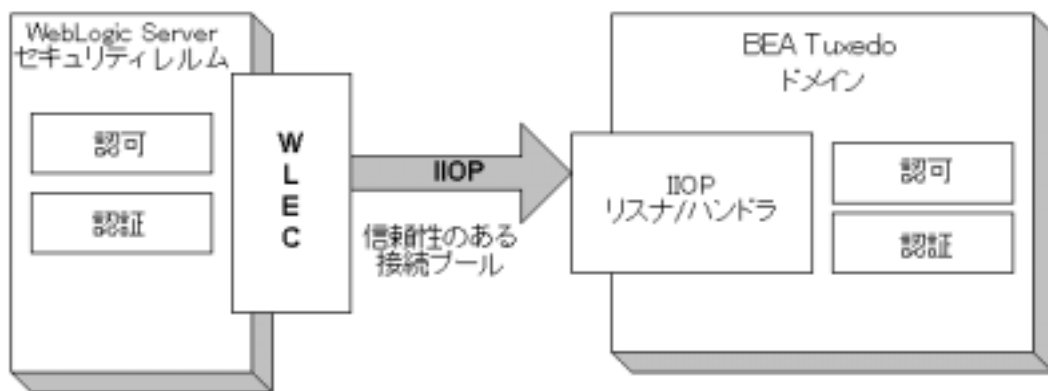 WebLogic Server
セキュリティレルム
認可
認証
W
L
E
C
IIOP
信頼性のある
接続プール
BEA Tuxedo
ドメイン
IIOP
リスナ/ハンドラ
認可
認証